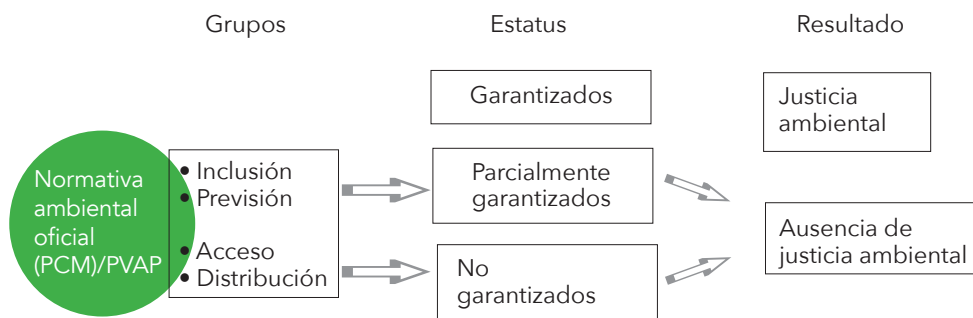 Grupos
Estatus
Resultado
Garantizados
Justicia
ambiental
Normativa
ambiental
oficial
(PCM)/PVAP
• Inclusión
• Previsión
• Acceso
• Distribución
Parcialmente
garantizados
No
garantizados
Ausencia de
justicia ambiental